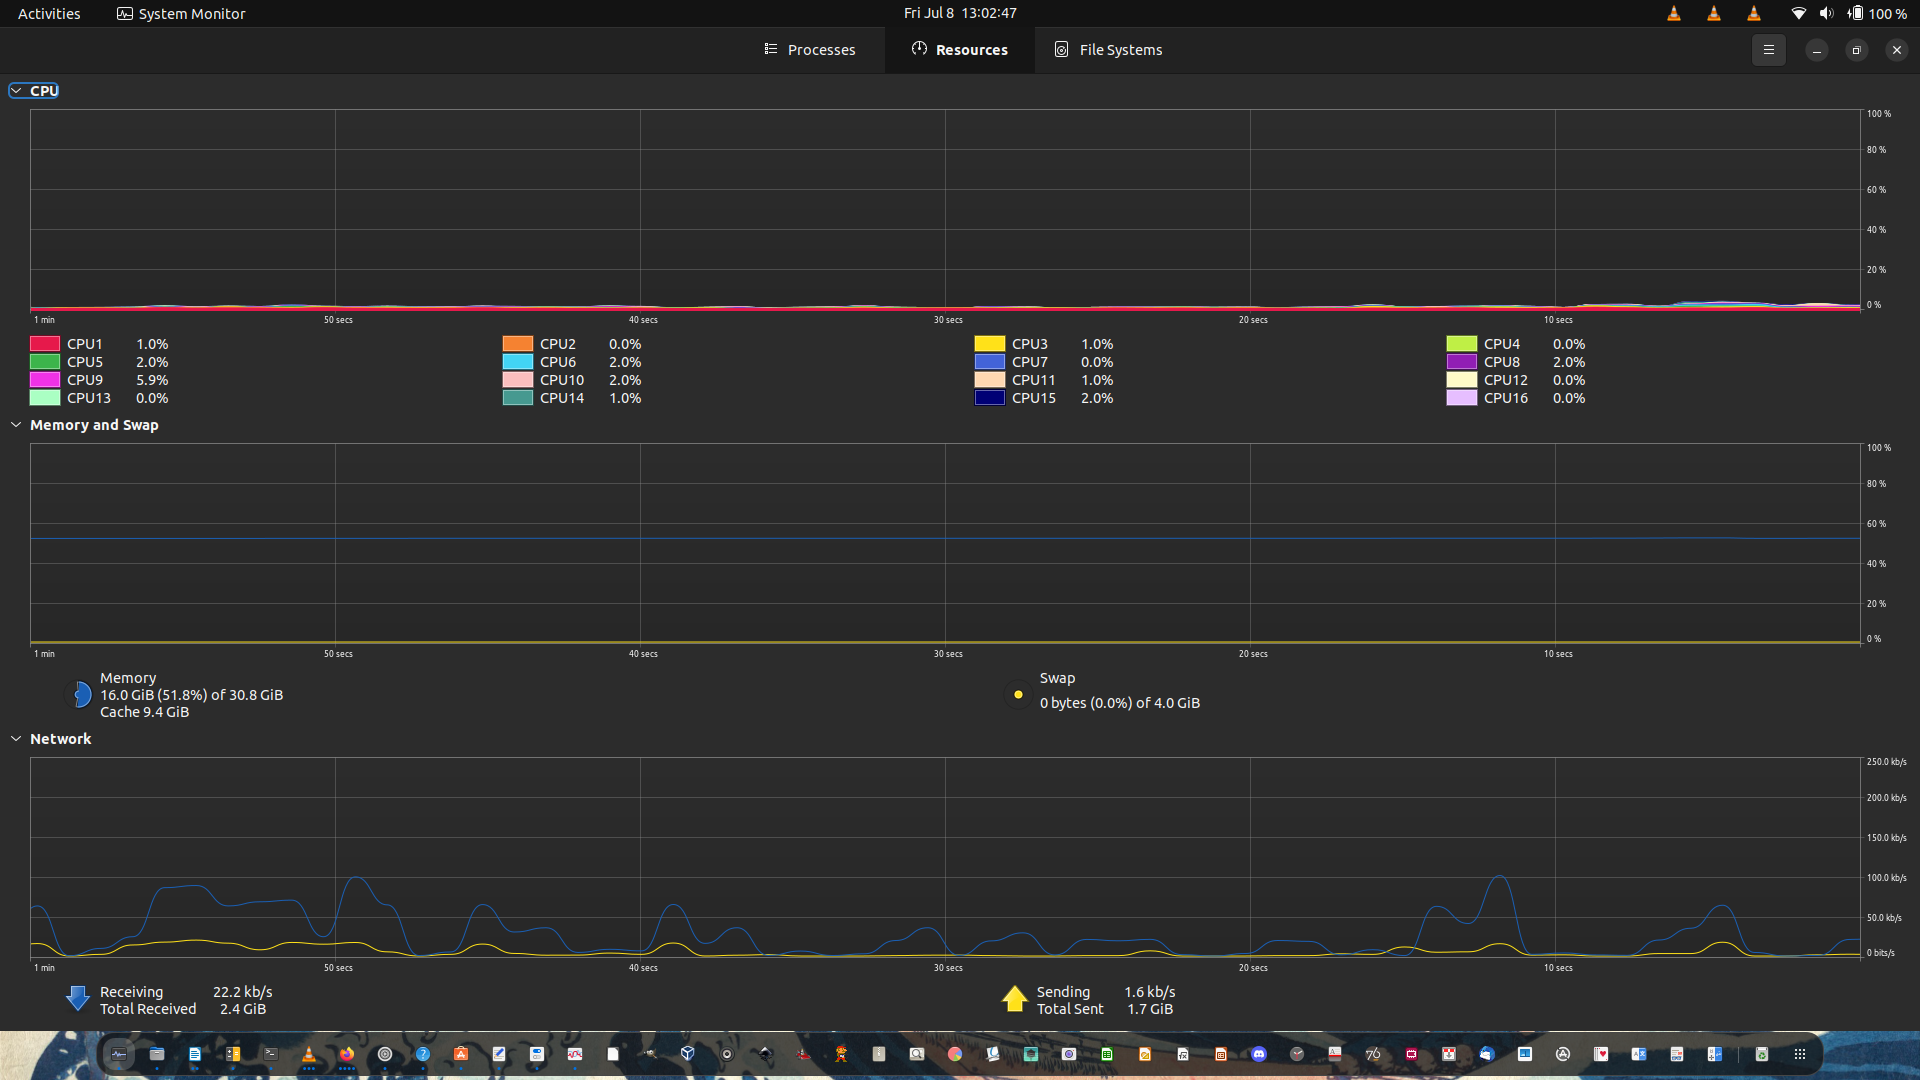 Activities System Monitor Fri Jul 8 13:02:47 100 %
Processes Resources File Systems
CPU
100 %
80 %
60 %
40 %
20 %
0 %
1 min 50 secs 40 secs 30 secs 20 secs 10 secs
CPU1 1.0% CPU2 0.0% CPU3 1.0% CPU4 0.0%
CPU5 2.0% CPU6 2.0% CPU7 0.0% CPU8 2.0%
CPU9 5.9% CPU10 2.0% CPU11 1.0% CPU12 0.0%
CPU13 0.0% CPU14 1.0% CPU15 2.0% CPU16 0.0%
Memory and Swap
100 %
80 %
60 %
40 %
20 %
0 %
1 min 50 secs 40 secs 30 secs 20 secs 10 secs
Memory
16.0 GiB (51.8%) of 30.8 GiB
Cache 9.4 GiB
Swap
0 bytes (0.0%) of 4.0 GiB
Network
250.0 kb/s
200.0 kb/s
150.0 kb/s
100.0 kb/s
50.0 kb/s
0 bits/s
1 min 50 secs 40 secs 30 secs 20 secs 10 secs
Receiving 22.2 kb/s
Total Received 2.4 GiB
Sending 1.6 kb/s
Total Sent 1.7 GiB